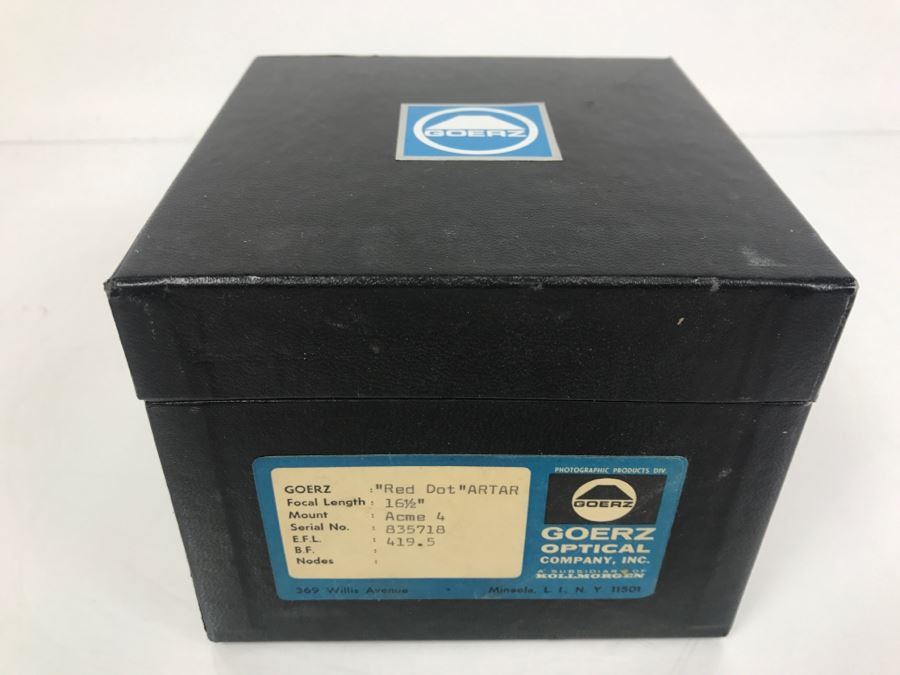 GOERZ
GOERZ : "Red Dot"ARTAR
Focal Length : 16½"
Mount : Acme 4
Serial No. : 835718
E.F.L. : 419.5
B.F. :
Nodes :
PHOTOGRAPHIC PRODUCTS DIV.
GOERZ
GOERZ
OPTICAL
COMPANY, INC.
A SUBSIDIARY OF
KOLLMORGEN
369 Willis Avenue • Mineola, L. I., N. Y. 11501